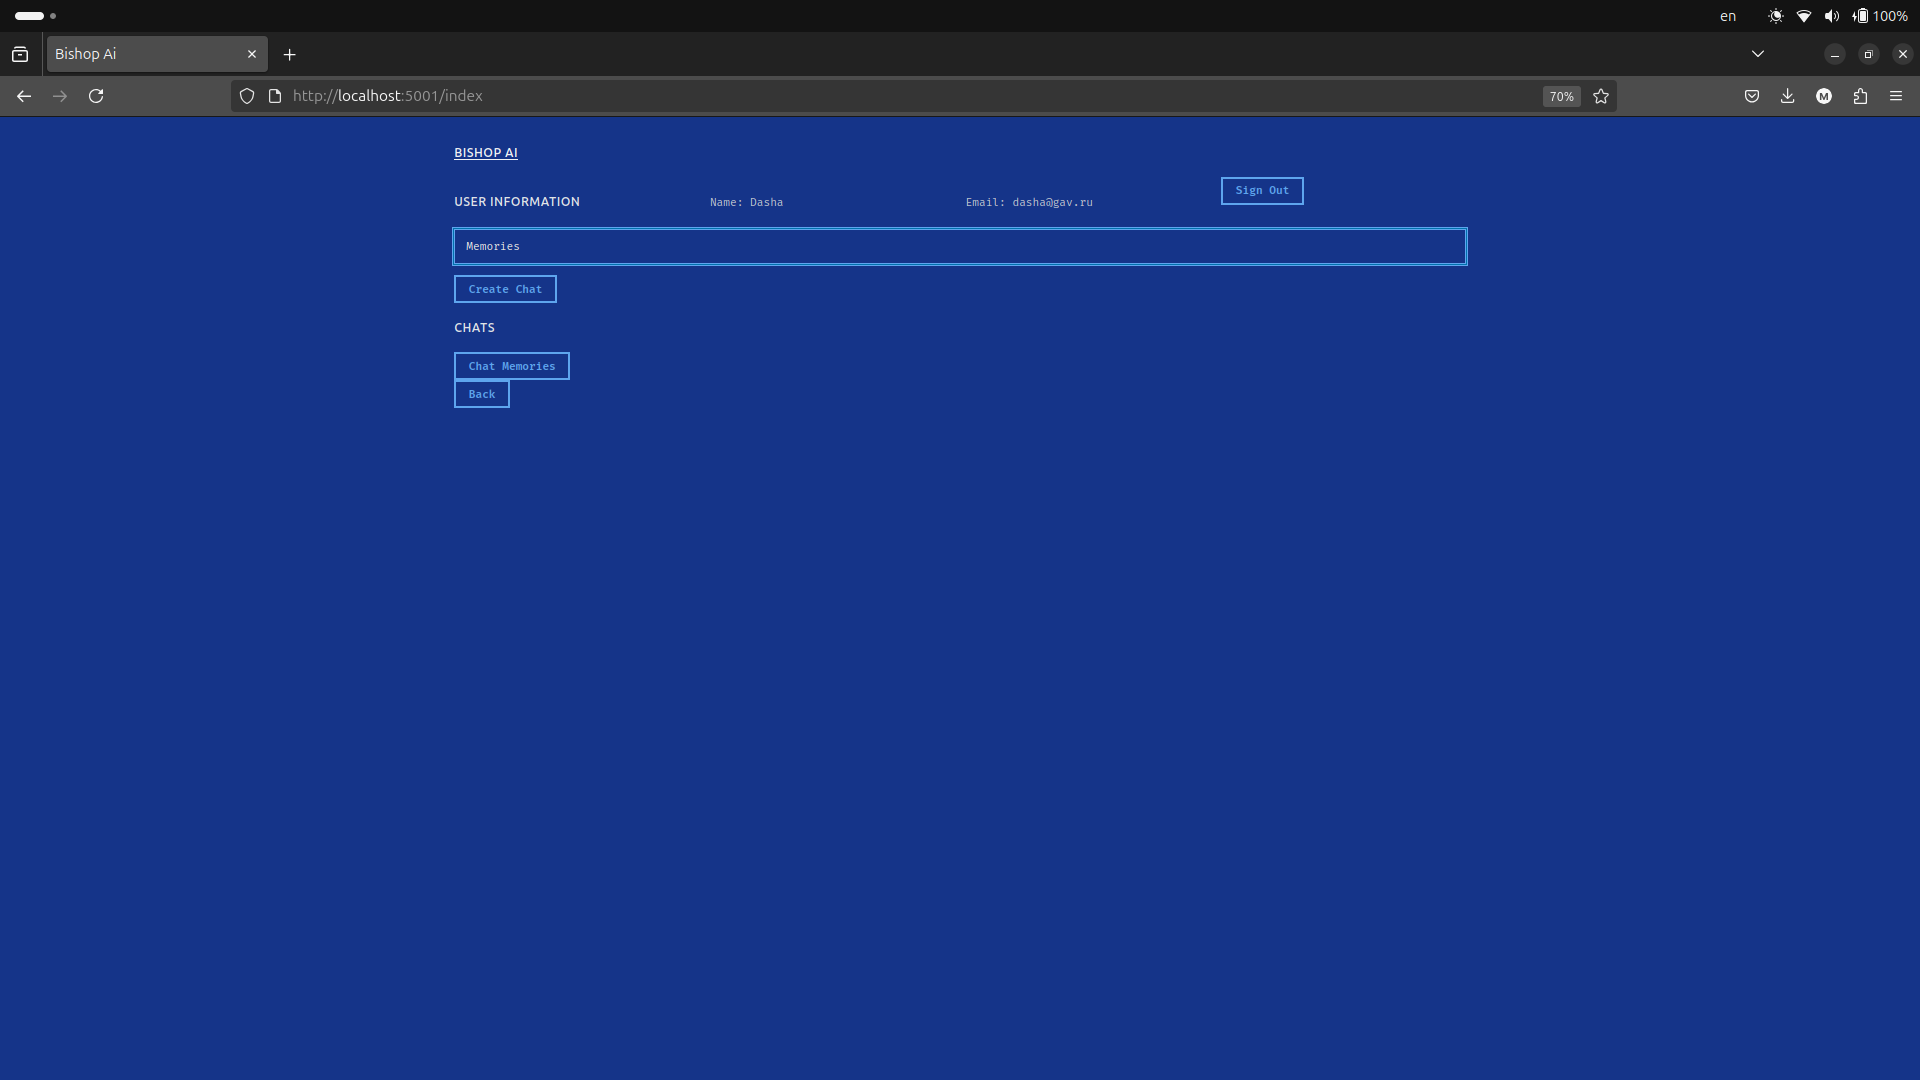 en 100%
Bishop Ai
http://localhost:5001/index 70% M
BISHOP AI
Sign Out
USER INFORMATION Name: Dasha Email: dasha@gav.ru
Memories
Create Chat
CHATS
Chat Memories
Back